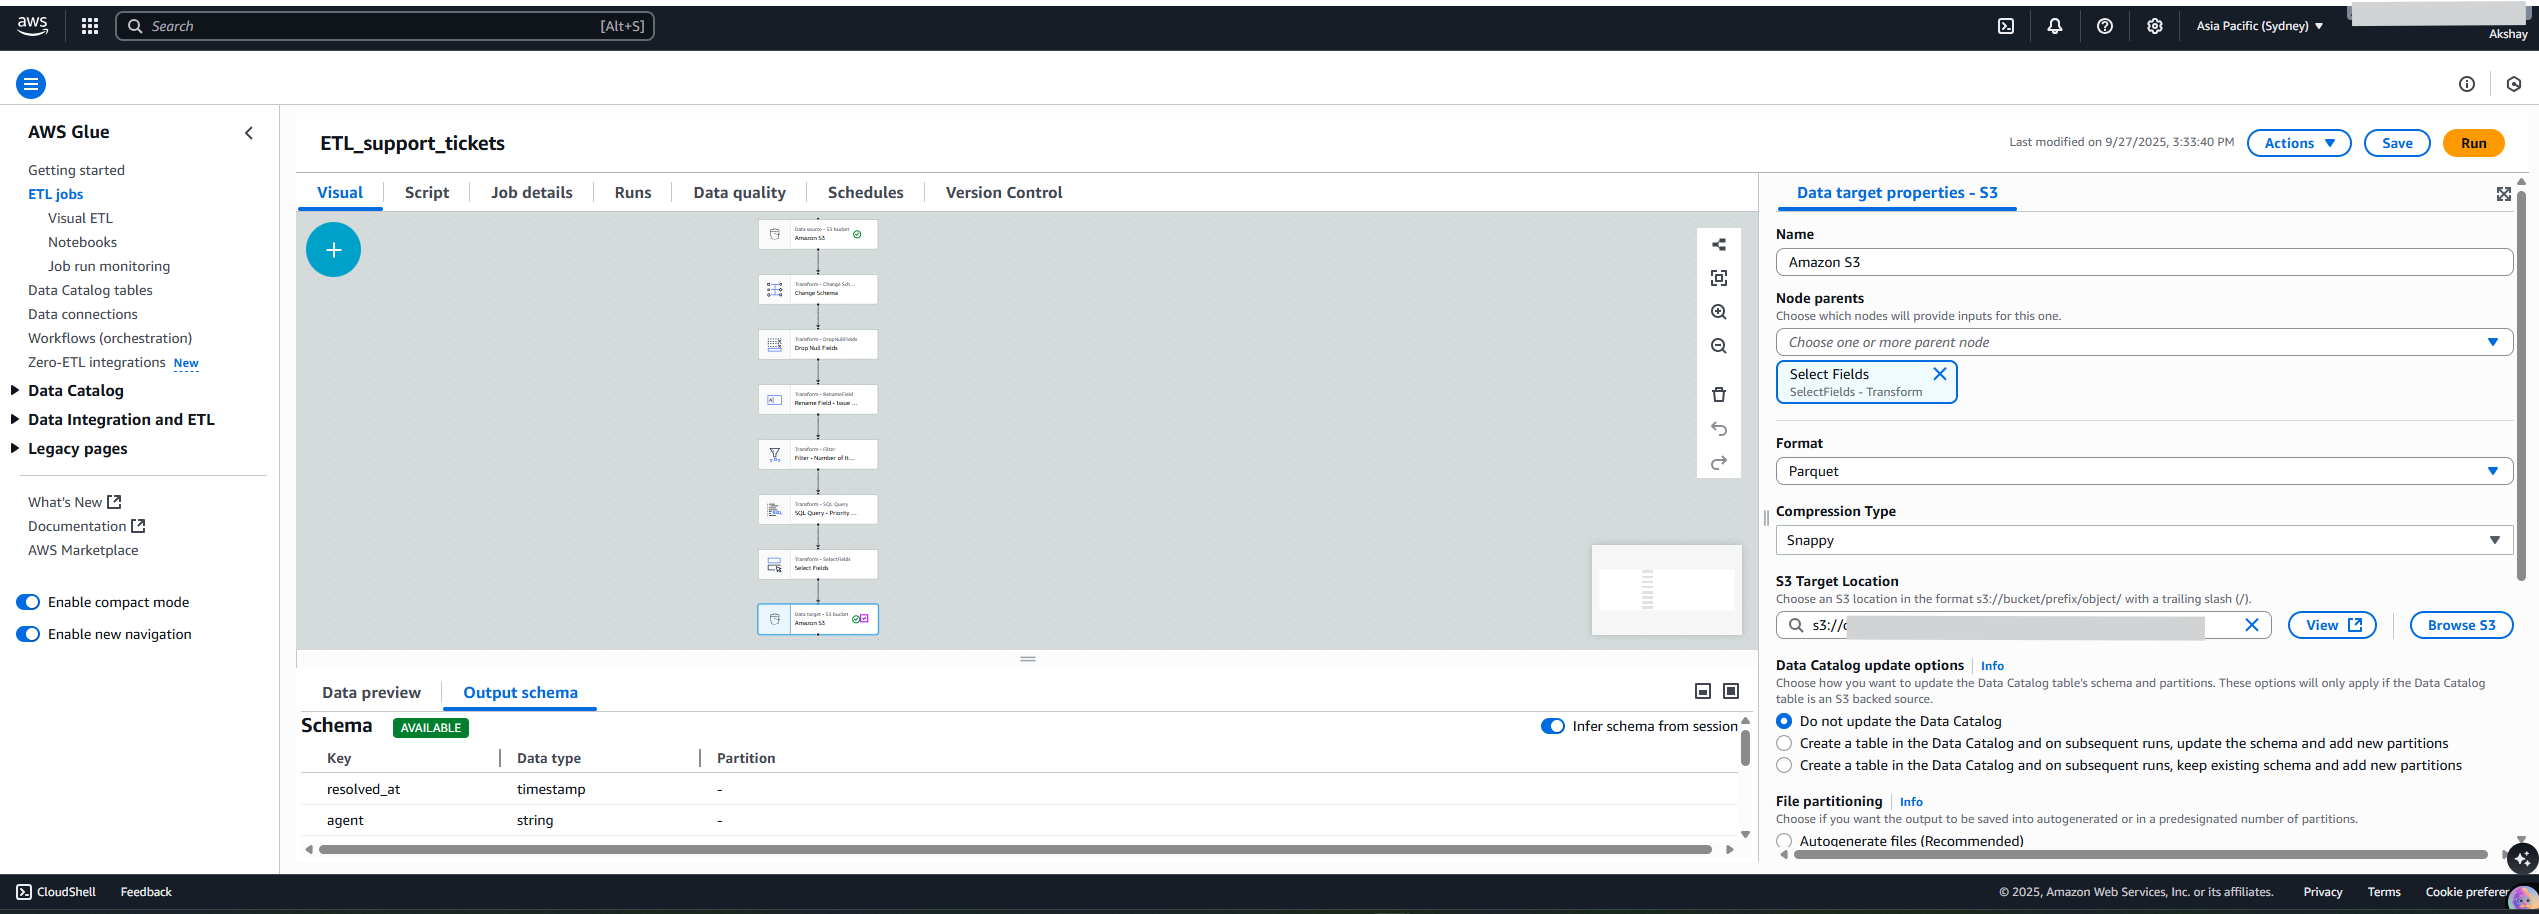 aws
Search
[Alt+S]
Asia Pacific (Sydney)
Akshay
AWS Glue
Getting started
ETL jobs
Visual ETL
Notebooks
Job run monitoring
Data Catalog tables
Data connections
Workflows (orchestration)
Zero-ETL integrations New
Data Catalog
Data Integration and ETL
Legacy pages
What's New
Documentation
AWS Marketplace
Enable compact mode
Enable new navigation
ETL_support_tickets
Last modified on 9/27/2025, 3:33:40 PM
Actions
Save
Run
Visual
Script
Job details
Runs
Data quality
Schedules
Version Control
Data source - S3 bucket
Amazon S3
Transform - Change Sch...
Change Schema
Transform - DropNullFields
Drop Null Fields
Transform - RenameField
Rename Field - Issue ...
Transform - Filter
Filter - Number of It...
Transform - SQL Query
SQL Query - Priority ...
Transform - SelectFields
Select Fields
Data target - S3 bucket
Amazon S3
Data preview
Output schema
Schema AVAILABLE
Infer schema from session
Key Data type Partition
resolved_at timestamp -
agent string -
Data target properties - S3
Name
Amazon S3
Node parents
Choose which nodes will provide inputs for this one.
Choose one or more parent node
Select Fields
SelectFields - Transform
Format
Parquet
Compression Type
Snappy
S3 Target Location
Choose an S3 location in the format s3://bucket/prefix/object/ with a trailing slash (/).
s3://
View
Browse S3
Data Catalog update options Info
Choose how you want to update the Data Catalog table's schema and partitions. These options will only apply if the Data Catalog
table is an S3 backed source.
Do not update the Data Catalog
Create a table in the Data Catalog and on subsequent runs, update the schema and add new partitions
Create a table in the Data Catalog and on subsequent runs, keep existing schema and add new partitions
File partitioning Info
Choose if you want the output to be saved into autogenerated or in a predesignated number of partitions.
Autogenerate files (Recommended)
CloudShell
Feedback
© 2025, Amazon Web Services, Inc. or its affiliates.
Privacy
Terms
Cookie prefere